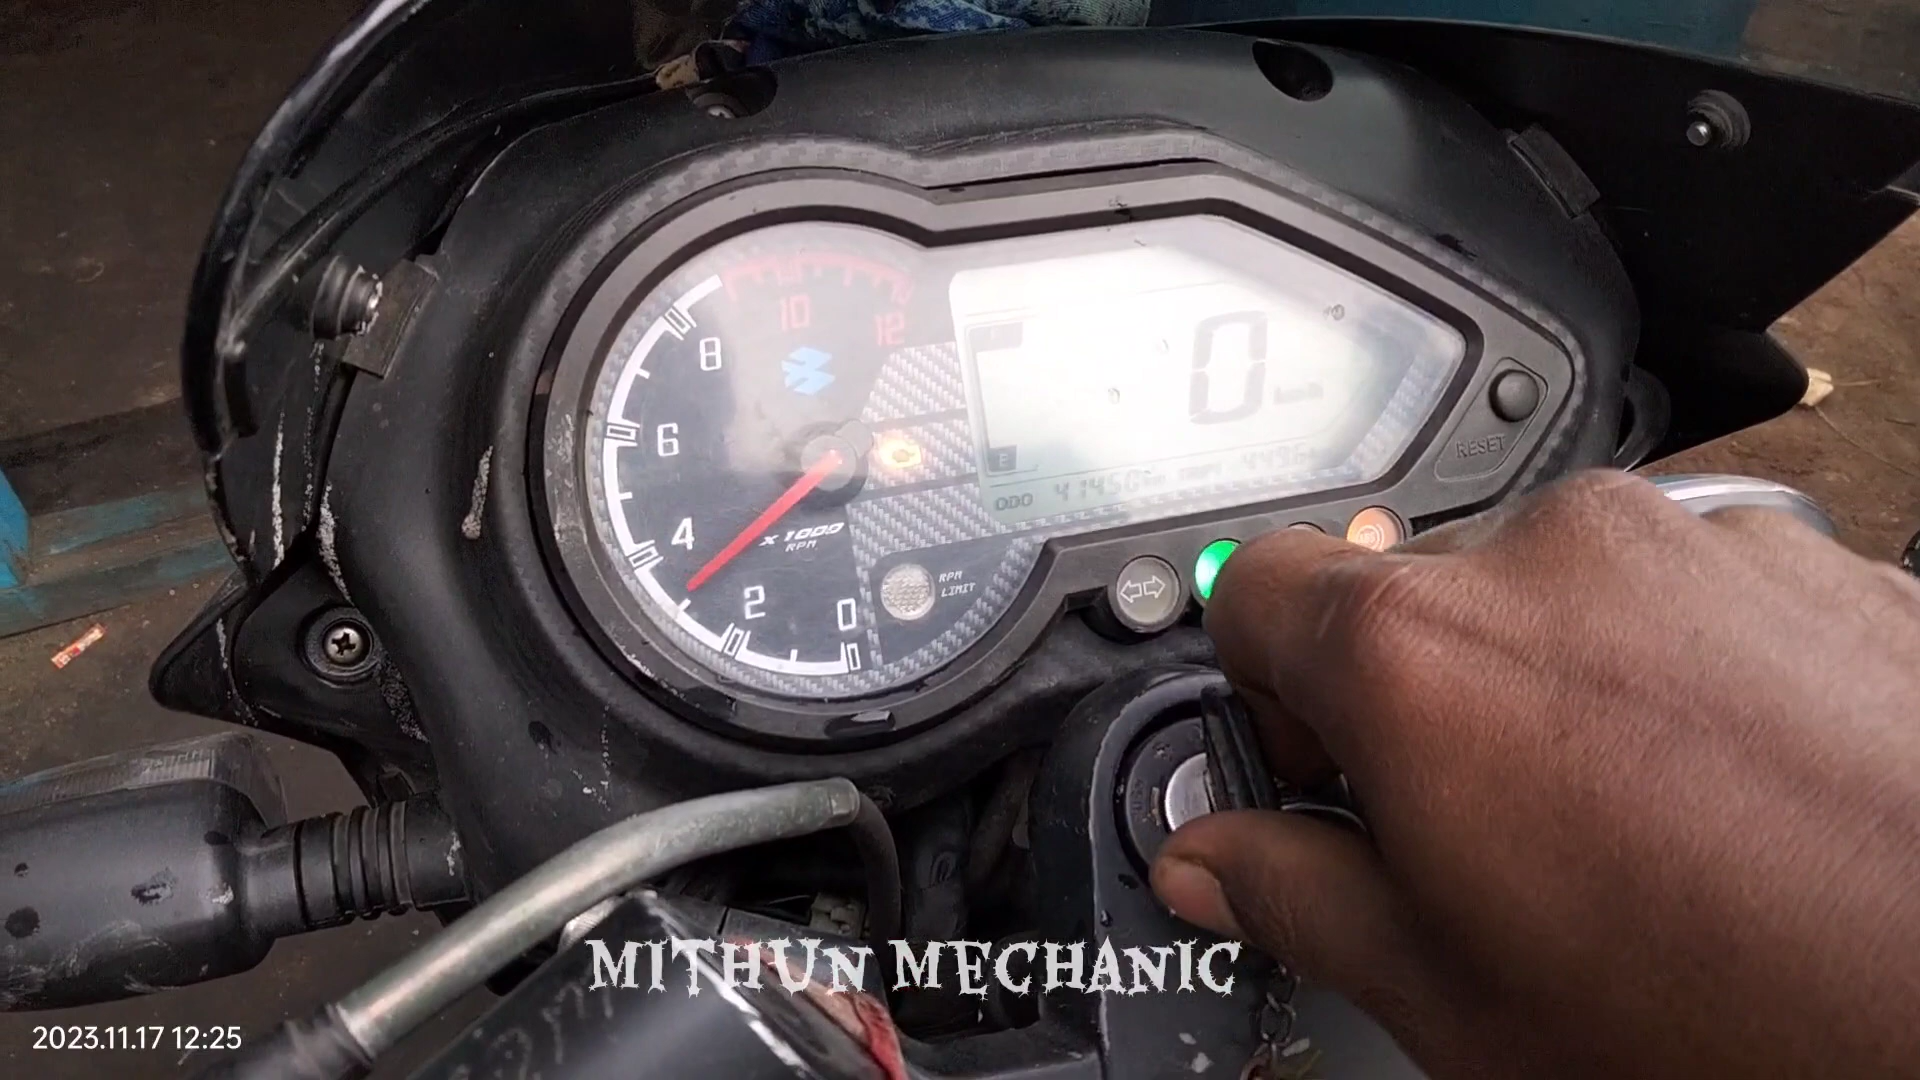 10
12
8
6
4
2
0
x 1000
RPM
RPM
LIMIT
0
E
ODO
RESET
ABS
MITHUN MECHANIC
2023.11.17 12:25